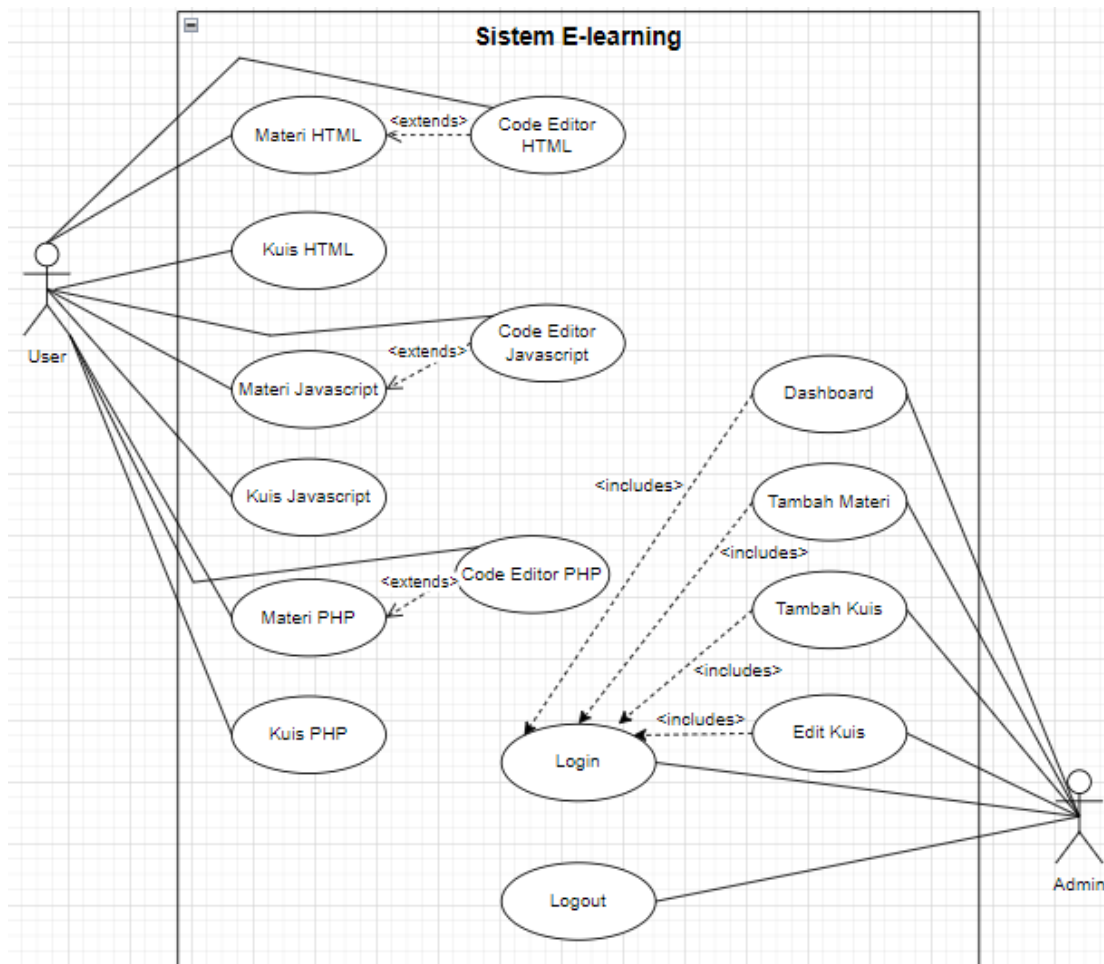 Sistem E-learning
Materi HTML
<extends>
Code Editor
HTML
Kuis HTML
User
Code Editor
Javascript
<extends>
Materi Javascript
Dashboard
Kuis Javascript
<includes>
Tambah Materi
<includes>
Code Editor PHP
<extends>
Materi PHP
Tambah Kuis
<includes>
Kuis PHP
<includes>
Edit Kuis
Login
Admin
Logout